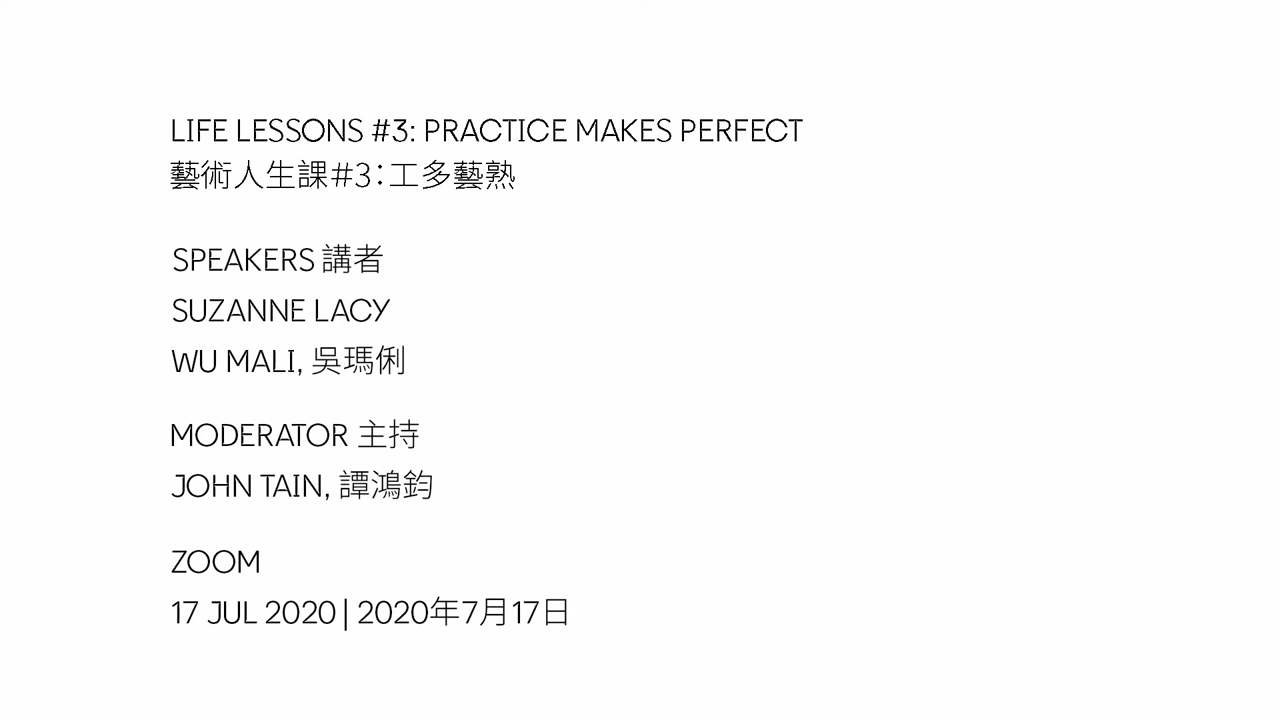 LIFE LESSONS #3: PRACTICE MAKES PERFECT
藝術人生課#3：工多藝熟
SPEAKERS 講者
SUZANNE LACY
WU MALI, 吳瑪俐
MODERATOR 主持
JOHN TAIN, 譚鴻鈞
ZOOM
17 JUL 2020 | 2020年7月17日